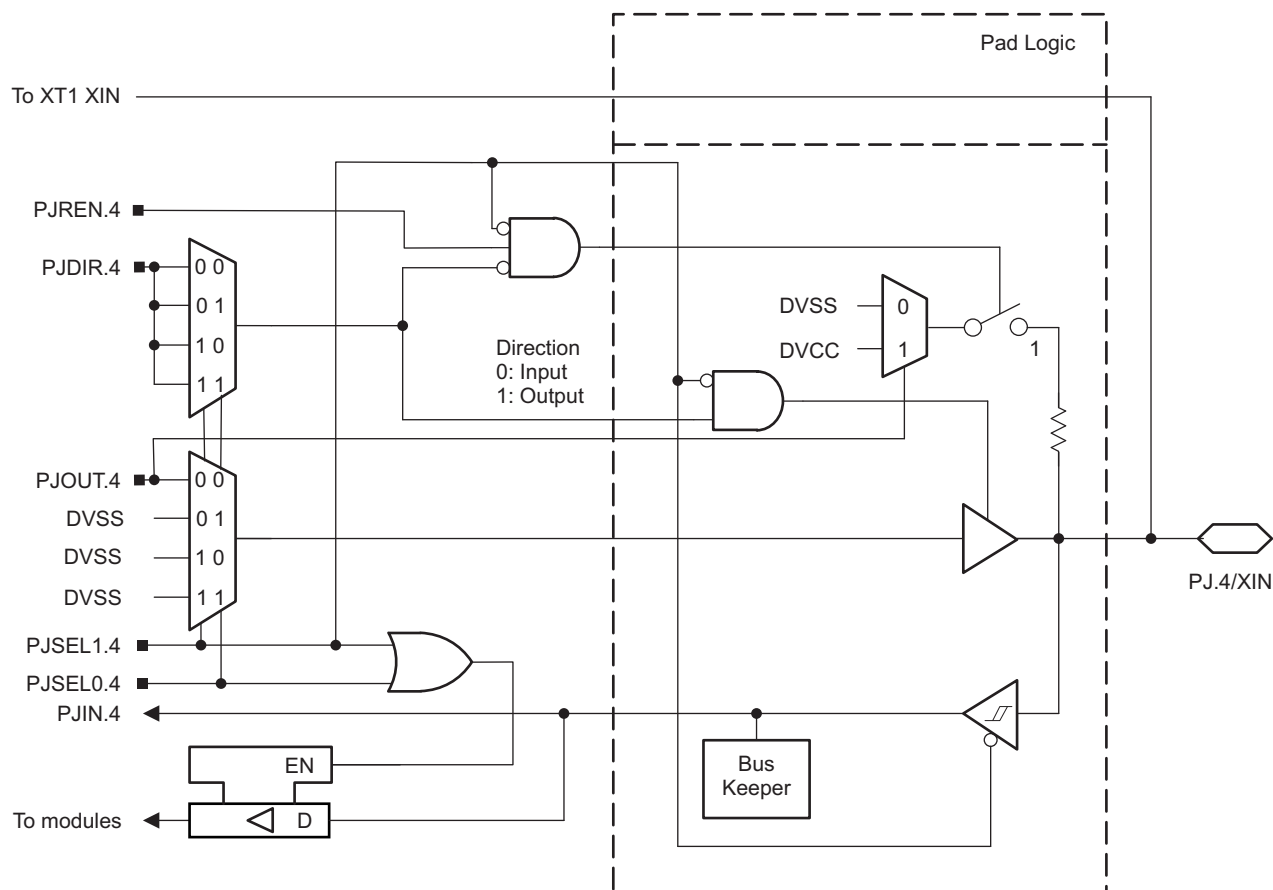 Pad Logic
To XT1 XIN
PJREN.4
PJDIR.4
0 0
0 1
1 0
1 1
DVSS
0
DVCC
1
1
Direction
0: Input
1: Output
PJOUT.4
0 0
DVSS
0 1
DVSS
1 0
DVSS
1 1
PJ.4/XIN
PJSEL1.4
PJSEL0.4
PJIN.4
EN
Bus
Keeper
To modules
D